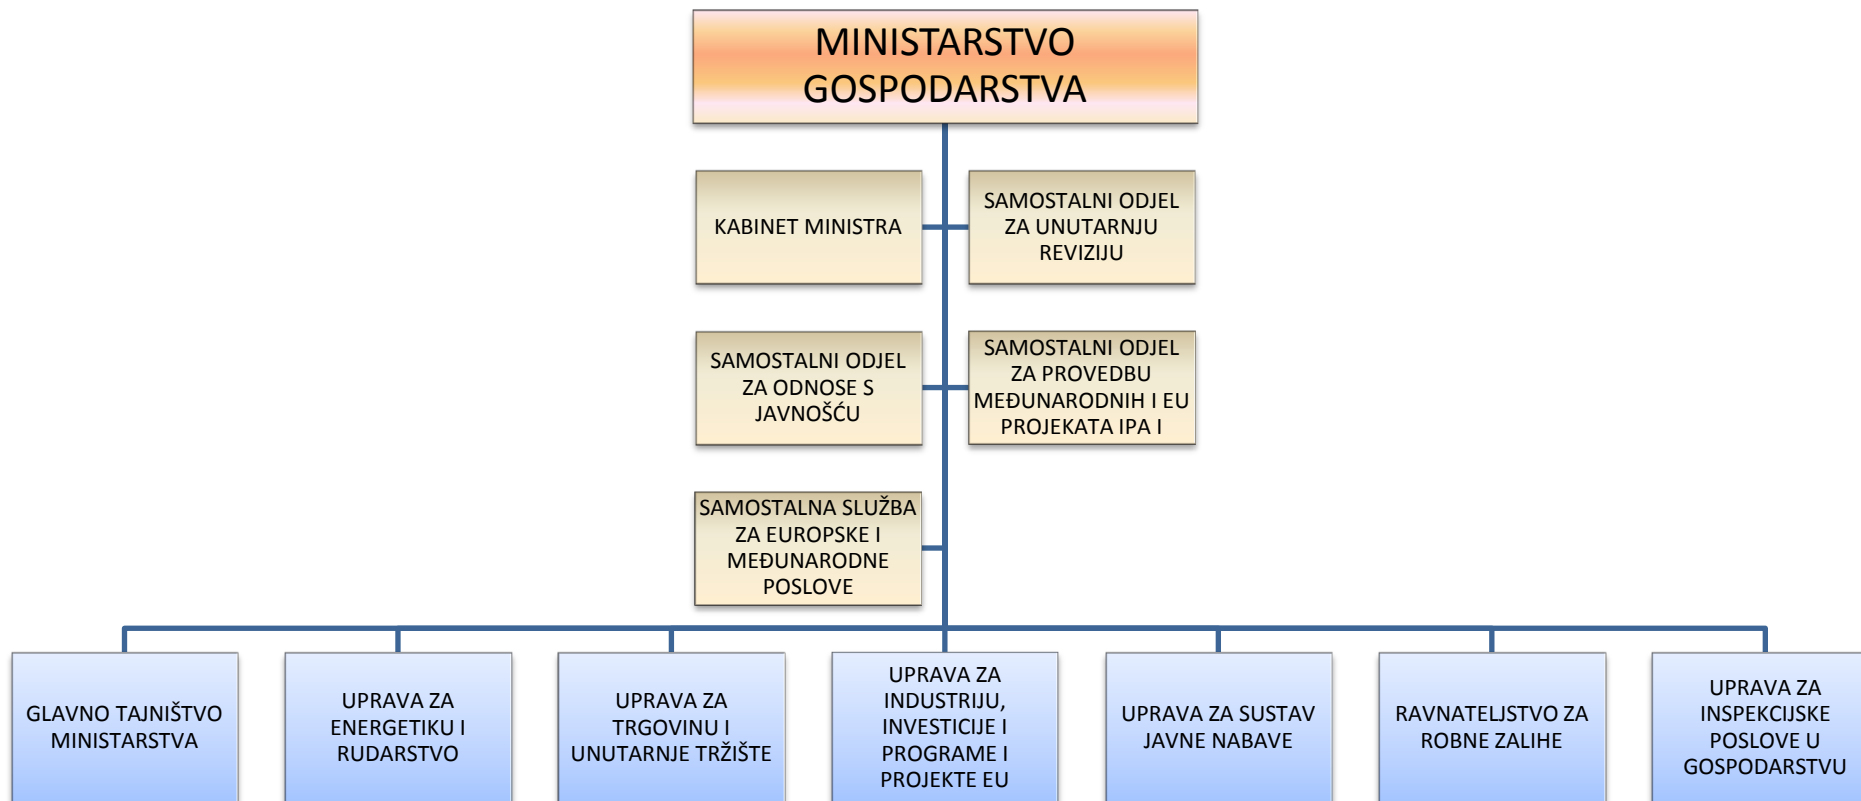 MINISTARSTVO
GOSPODARSTVA
KABINET MINISTRA
SAMOSTALNI ODJEL
ZA UNUTARNJU
REVIZIJU
SAMOSTALNI ODJEL
ZA ODNOSE S
JAVNOŠĆU
SAMOSTALNI ODJEL
ZA PROVEDBU
MEĐUNARODNIH I EU
PROJEKATA IPA I
SAMOSTALNA SLUŽBA
ZA EUROPSKE I
MEĐUNARODNE
POSLOVE
GLAVNO TAJNIŠTVO
MINISTARSTVA
UPRAVA ZA
ENERGETIKU I
RUDARSTVO
UPRAVA ZA
TRGOVINU I
UNUTARNJE TRŽIŠTE
UPRAVA ZA
INDUSTRIJU,
INVESTICIJE I
PROGRAME I
PROJEKTE EU
UPRAVA ZA SUSTAV
JAVNE NABAVE
RAVNATELJSTVO ZA
ROBNE ZALIHE
UPRAVA ZA
INSPEKCIJSKE
POSLOVE U
GOSPODARSTVU